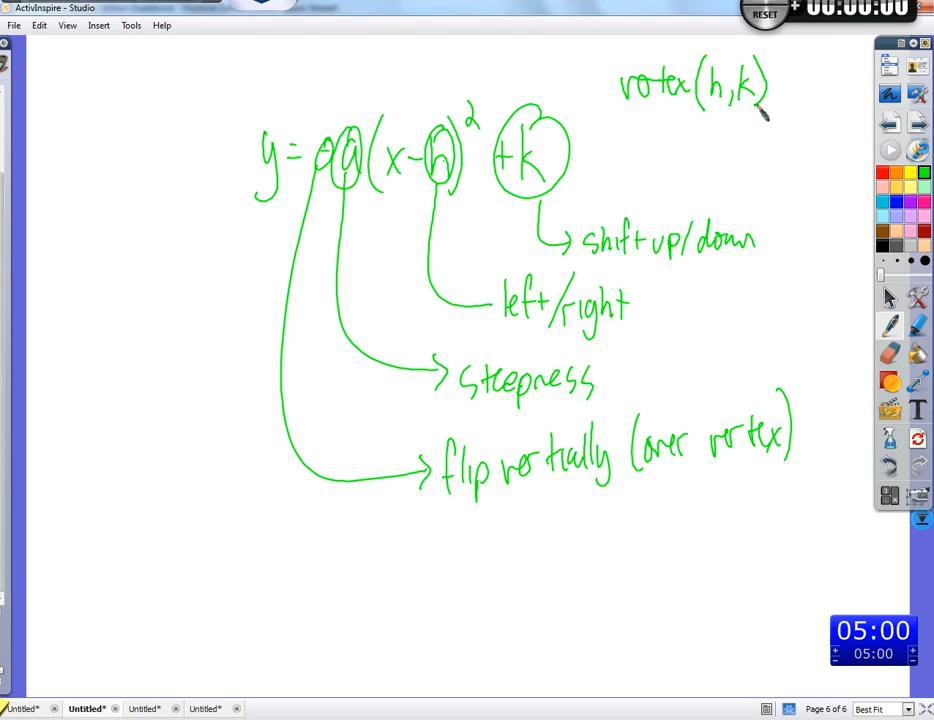 ActivInspire - Studio
RESET
00:00:00
File Edit View Insert Tools Help
vertex (h, k)
y = -a(x-h)² +k
shift up/down
left/right
steepness
flip vertically (over vertex)
05:00
05:00
Untitled* Untitled* Untitled* Untitled* Page 6 of 6 Best Fit